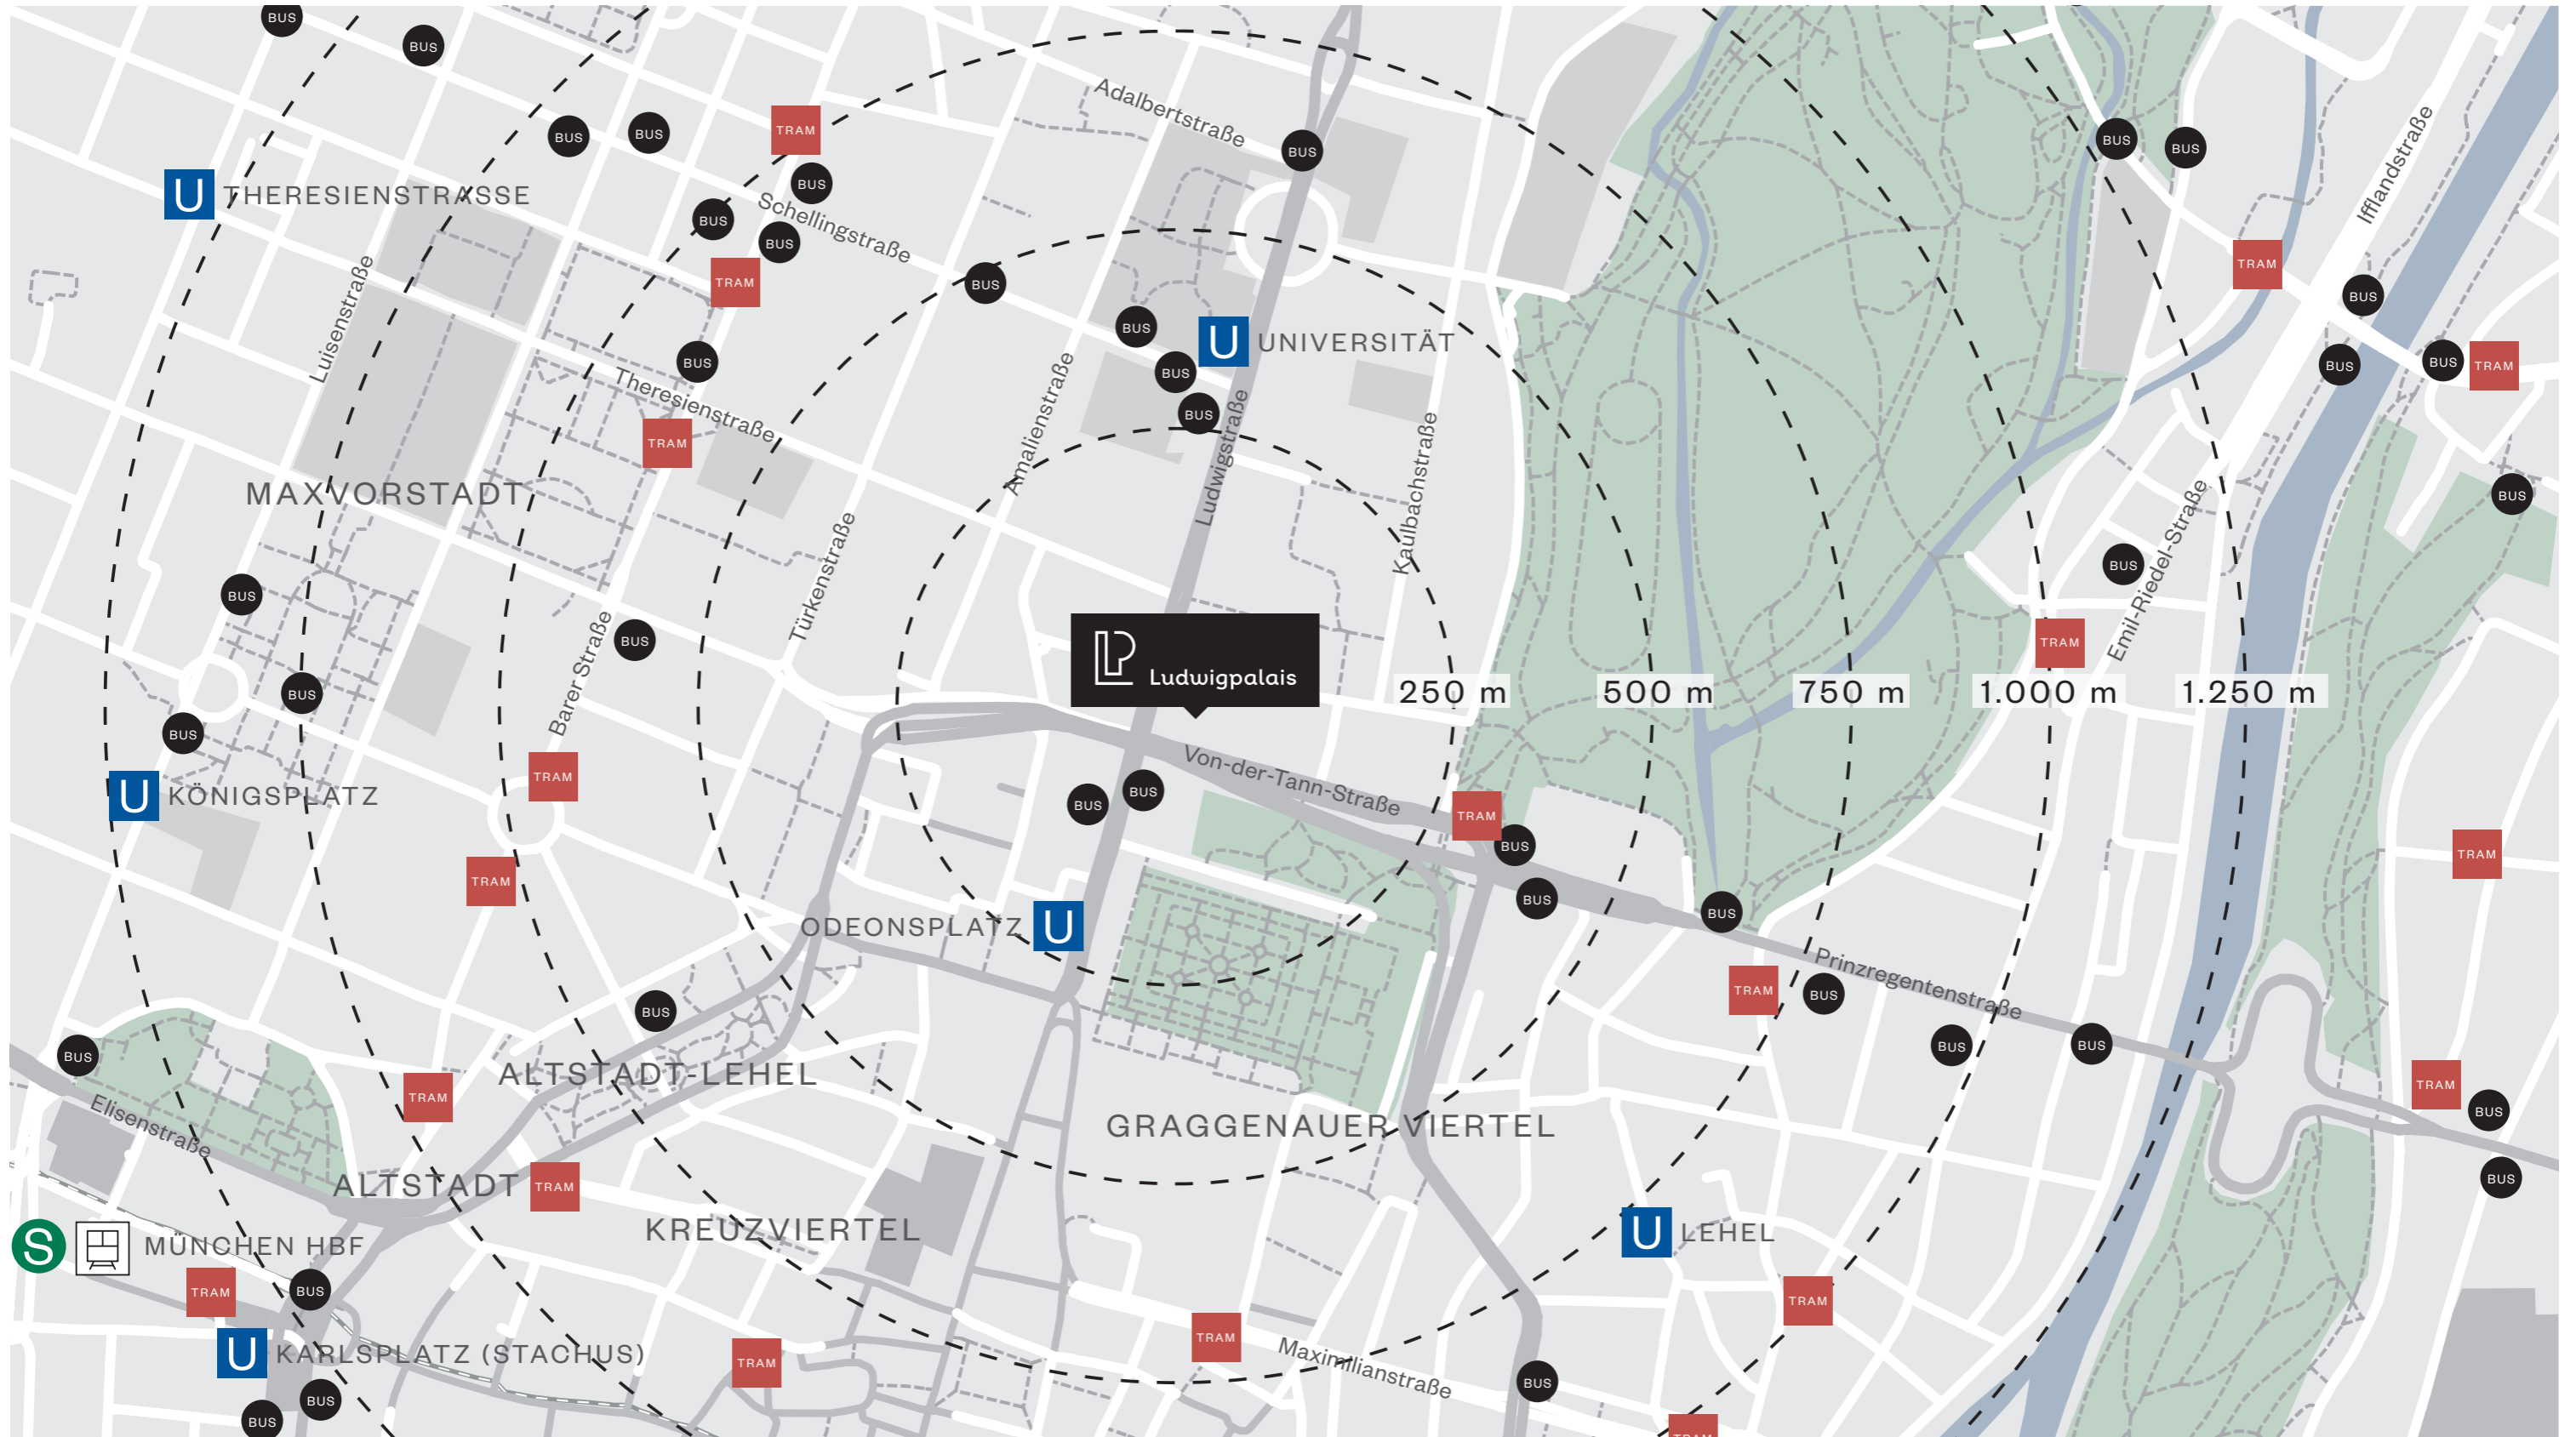 BUS
BUS
Adalbertstraße
Ifflandstraße
TRAM
BUS
BUS
BUS
BUS
BUS
BUS
U THERESIENSTRASSE
Schellingstraße
BUS
BUS
BUS
TRAM
TRAM
BUS
BUS
Luisenstraße
BUS
U UNIVERSITÄT
BUS
BUS
TRAM
BUS
Theresienstraße
BUS
BUS
TRAM
Amalienstraße
Ludwigstraße
Kaulbachstraße
MAXVORSTADT
BUS
Türkenstraße
Emil-Riedel-Straße
BUS
BUS
BUS
Barer Straße
TRAM
LP Ludwigpalais
250 m
500 m
750 m
1.000 m
1.250 m
BUS
BUS
Von-der-Tann-Straße
TRAM
U KÖNIGSPLATZ
BUS
BUS
TRAM
BUS
TRAM
TRAM
BUS
BUS
ODEONSPLATZ U
Prinzregentenstraße
TRAM
BUS
BUS
BUS
BUS
BUS
ALTSTADT-LEHEL
TRAM
TRAM
BUS
Elisenstraße
GRAGGENAUER VIERTEL
BUS
ALTSTADT
TRAM
KREUZVIERTEL
U LEHEL
S MÜNCHEN HBF
TRAM
BUS
TRAM
TRAM
U KARLSPLATZ (STACHUS)
TRAM
Maximilianstraße
BUS
BUS
BUS
TRAM